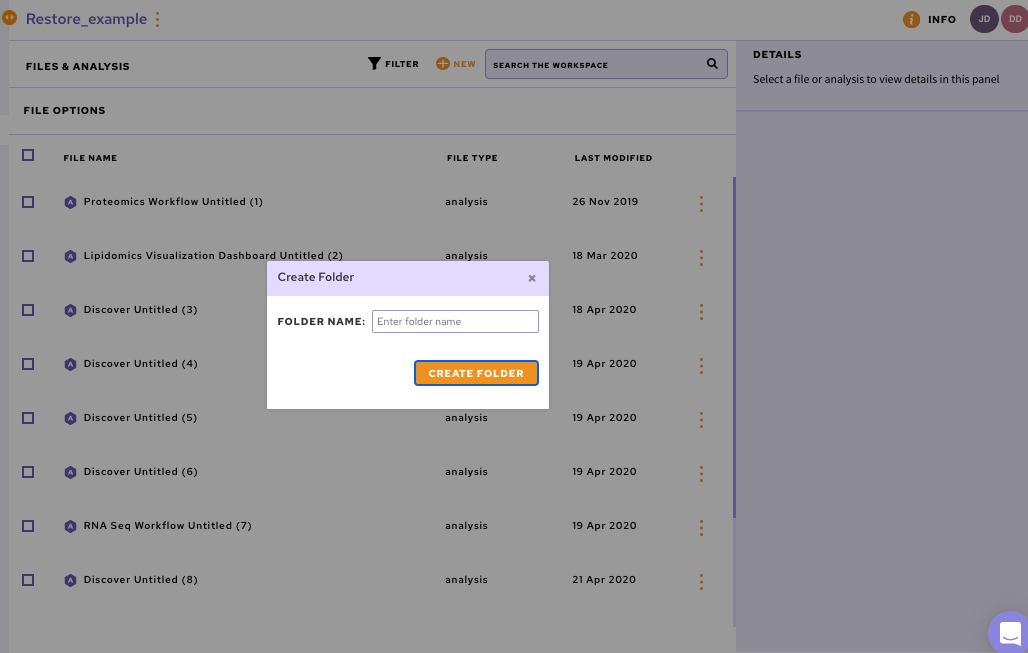 Restore_example
INFO
JD
DD
FILES & ANALYSIS
FILTER
NEW
SEARCH THE WORKSPACE
DETAILS
Select a file or analysis to view details in this panel
FILE OPTIONS
FILE NAME FILE TYPE LAST MODIFIED
A Proteomics Workflow Untitled (1) analysis 26 Nov 2019
A Lipidomics Visualization Dashboard Untitled (2) analysis 18 Mar 2020
A Discover Untitled (3) 18 Apr 2020
A Discover Untitled (4) 19 Apr 2020
A Discover Untitled (5) analysis 19 Apr 2020
A Discover Untitled (6) analysis 19 Apr 2020
A RNA Seq Workflow Untitled (7) analysis 19 Apr 2020
A Discover Untitled (8) analysis 21 Apr 2020
Create Folder ×
FOLDER NAME: Enter folder name
CREATE FOLDER